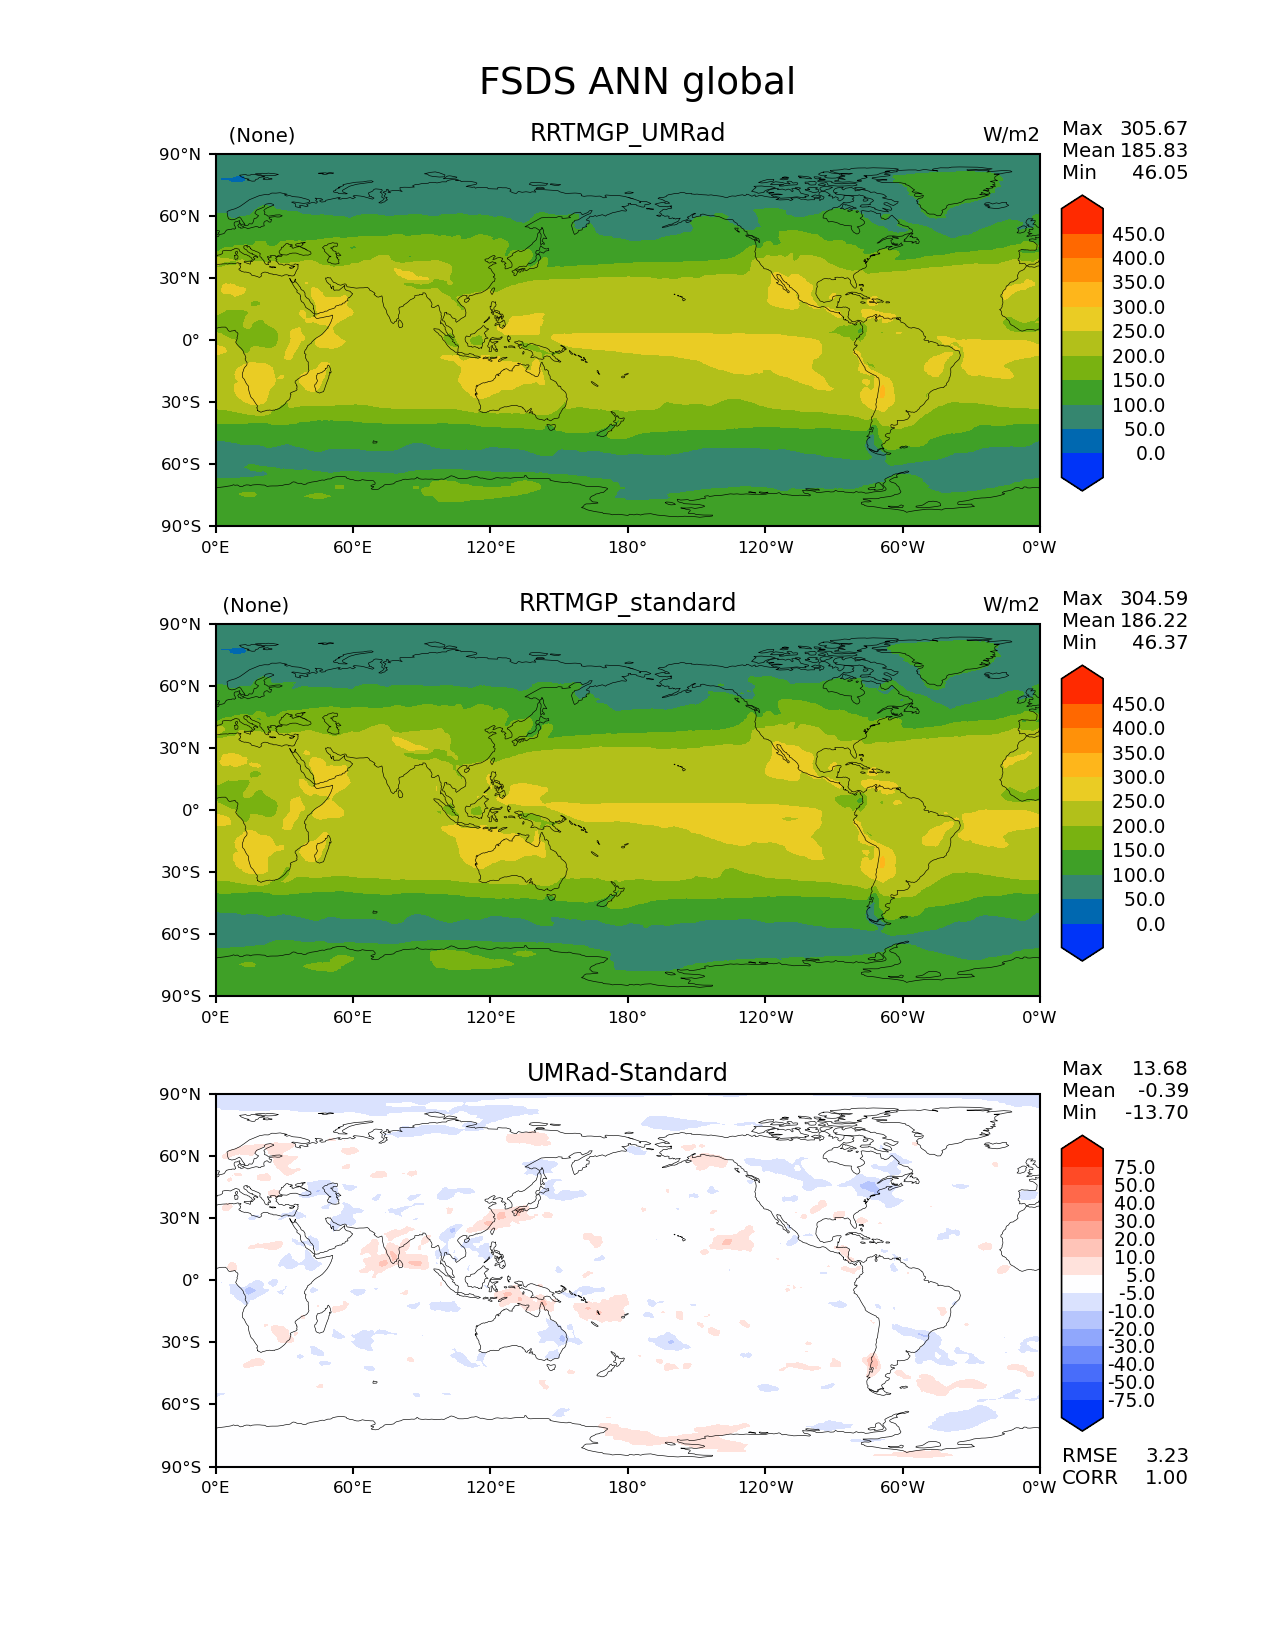 FSDS ANN global
(None) RRTMGP_UMRad W/m2
Max 305.67
Mean 185.83
Min 46.05
90°N
60°N
30°N
0°
30°S
60°S
90°S
0°E 60°E 120°E 180° 120°W 60°W 0°W
450.0
400.0
350.0
300.0
250.0
200.0
150.0
100.0
50.0
0.0
(None) RRTMGP_standard W/m2
Max 304.59
Mean 186.22
Min 46.37
90°N
60°N
30°N
0°
30°S
60°S
90°S
0°E 60°E 120°E 180° 120°W 60°W 0°W
450.0
400.0
350.0
300.0
250.0
200.0
150.0
100.0
50.0
0.0
UMRad-Standard
Max 13.68
Mean -0.39
Min -13.70
90°N
60°N
30°N
0°
30°S
60°S
90°S
0°E 60°E 120°E 180° 120°W 60°W 0°W
75.0
50.0
40.0
30.0
20.0
10.0
5.0
-5.0
-10.0
-20.0
-30.0
-40.0
-50.0
-75.0
RMSE 3.23
CORR 1.00